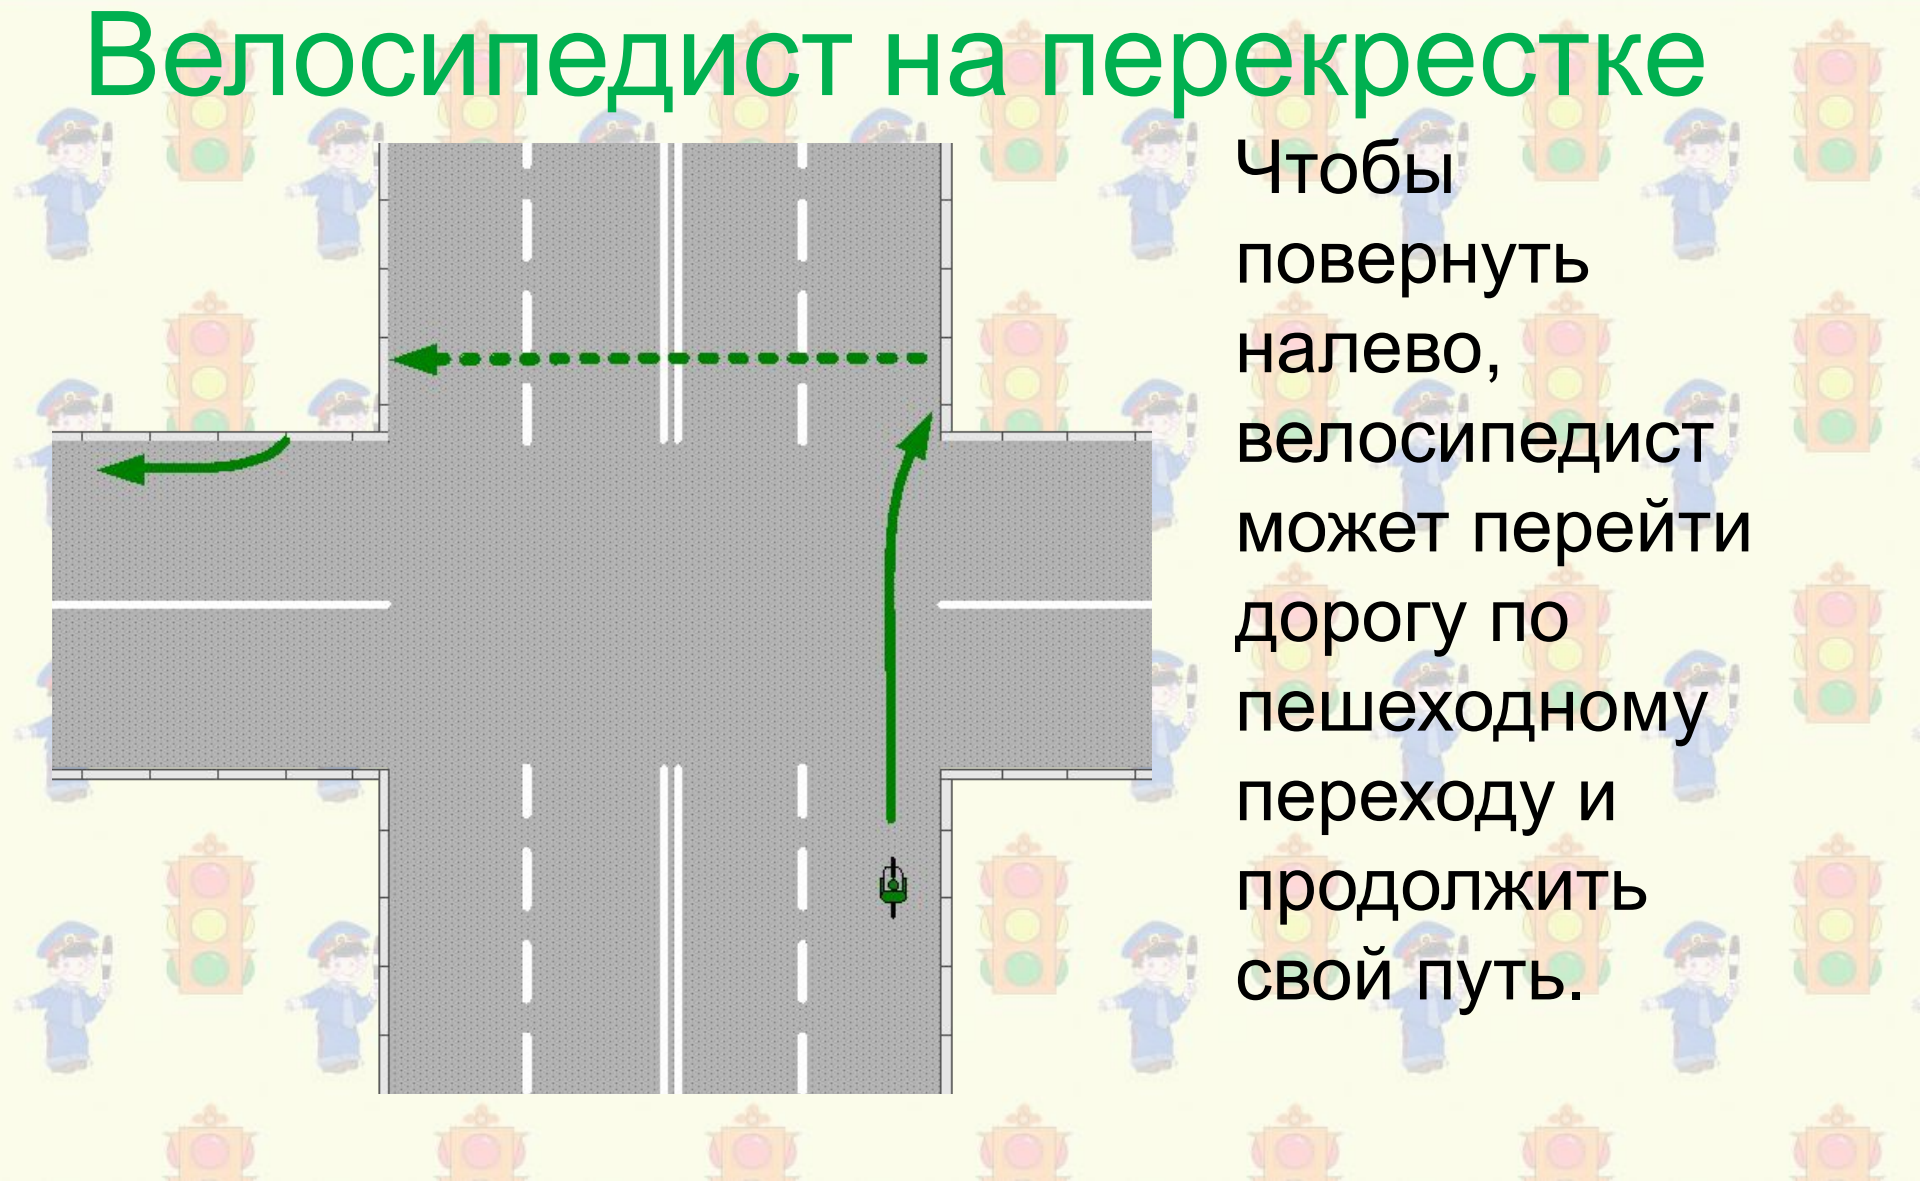 Велосипедист на перекрестке
Чтобы
повернуть
налево,
велосипедист
может перейти
дорогу по
пешеходному
переходу и
продолжить
свой путь.